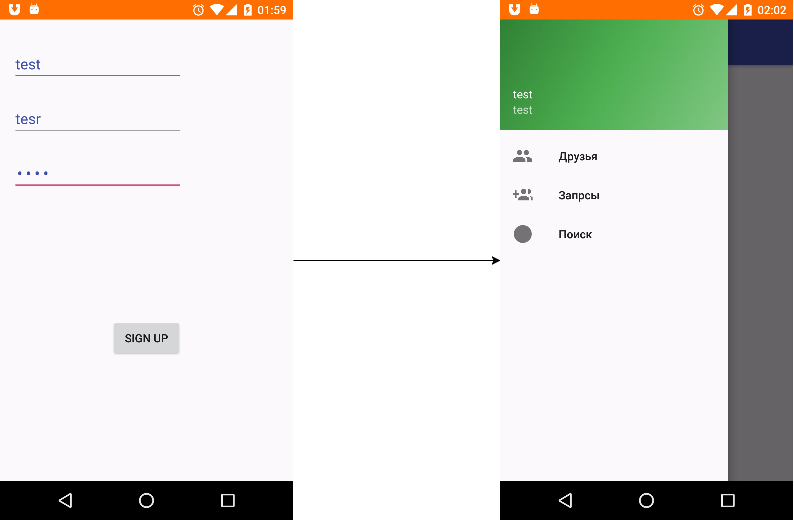 01:59
test
tesr
••••
SIGN UP
02:02
test
test
Друзья
Запрсы
Поиск